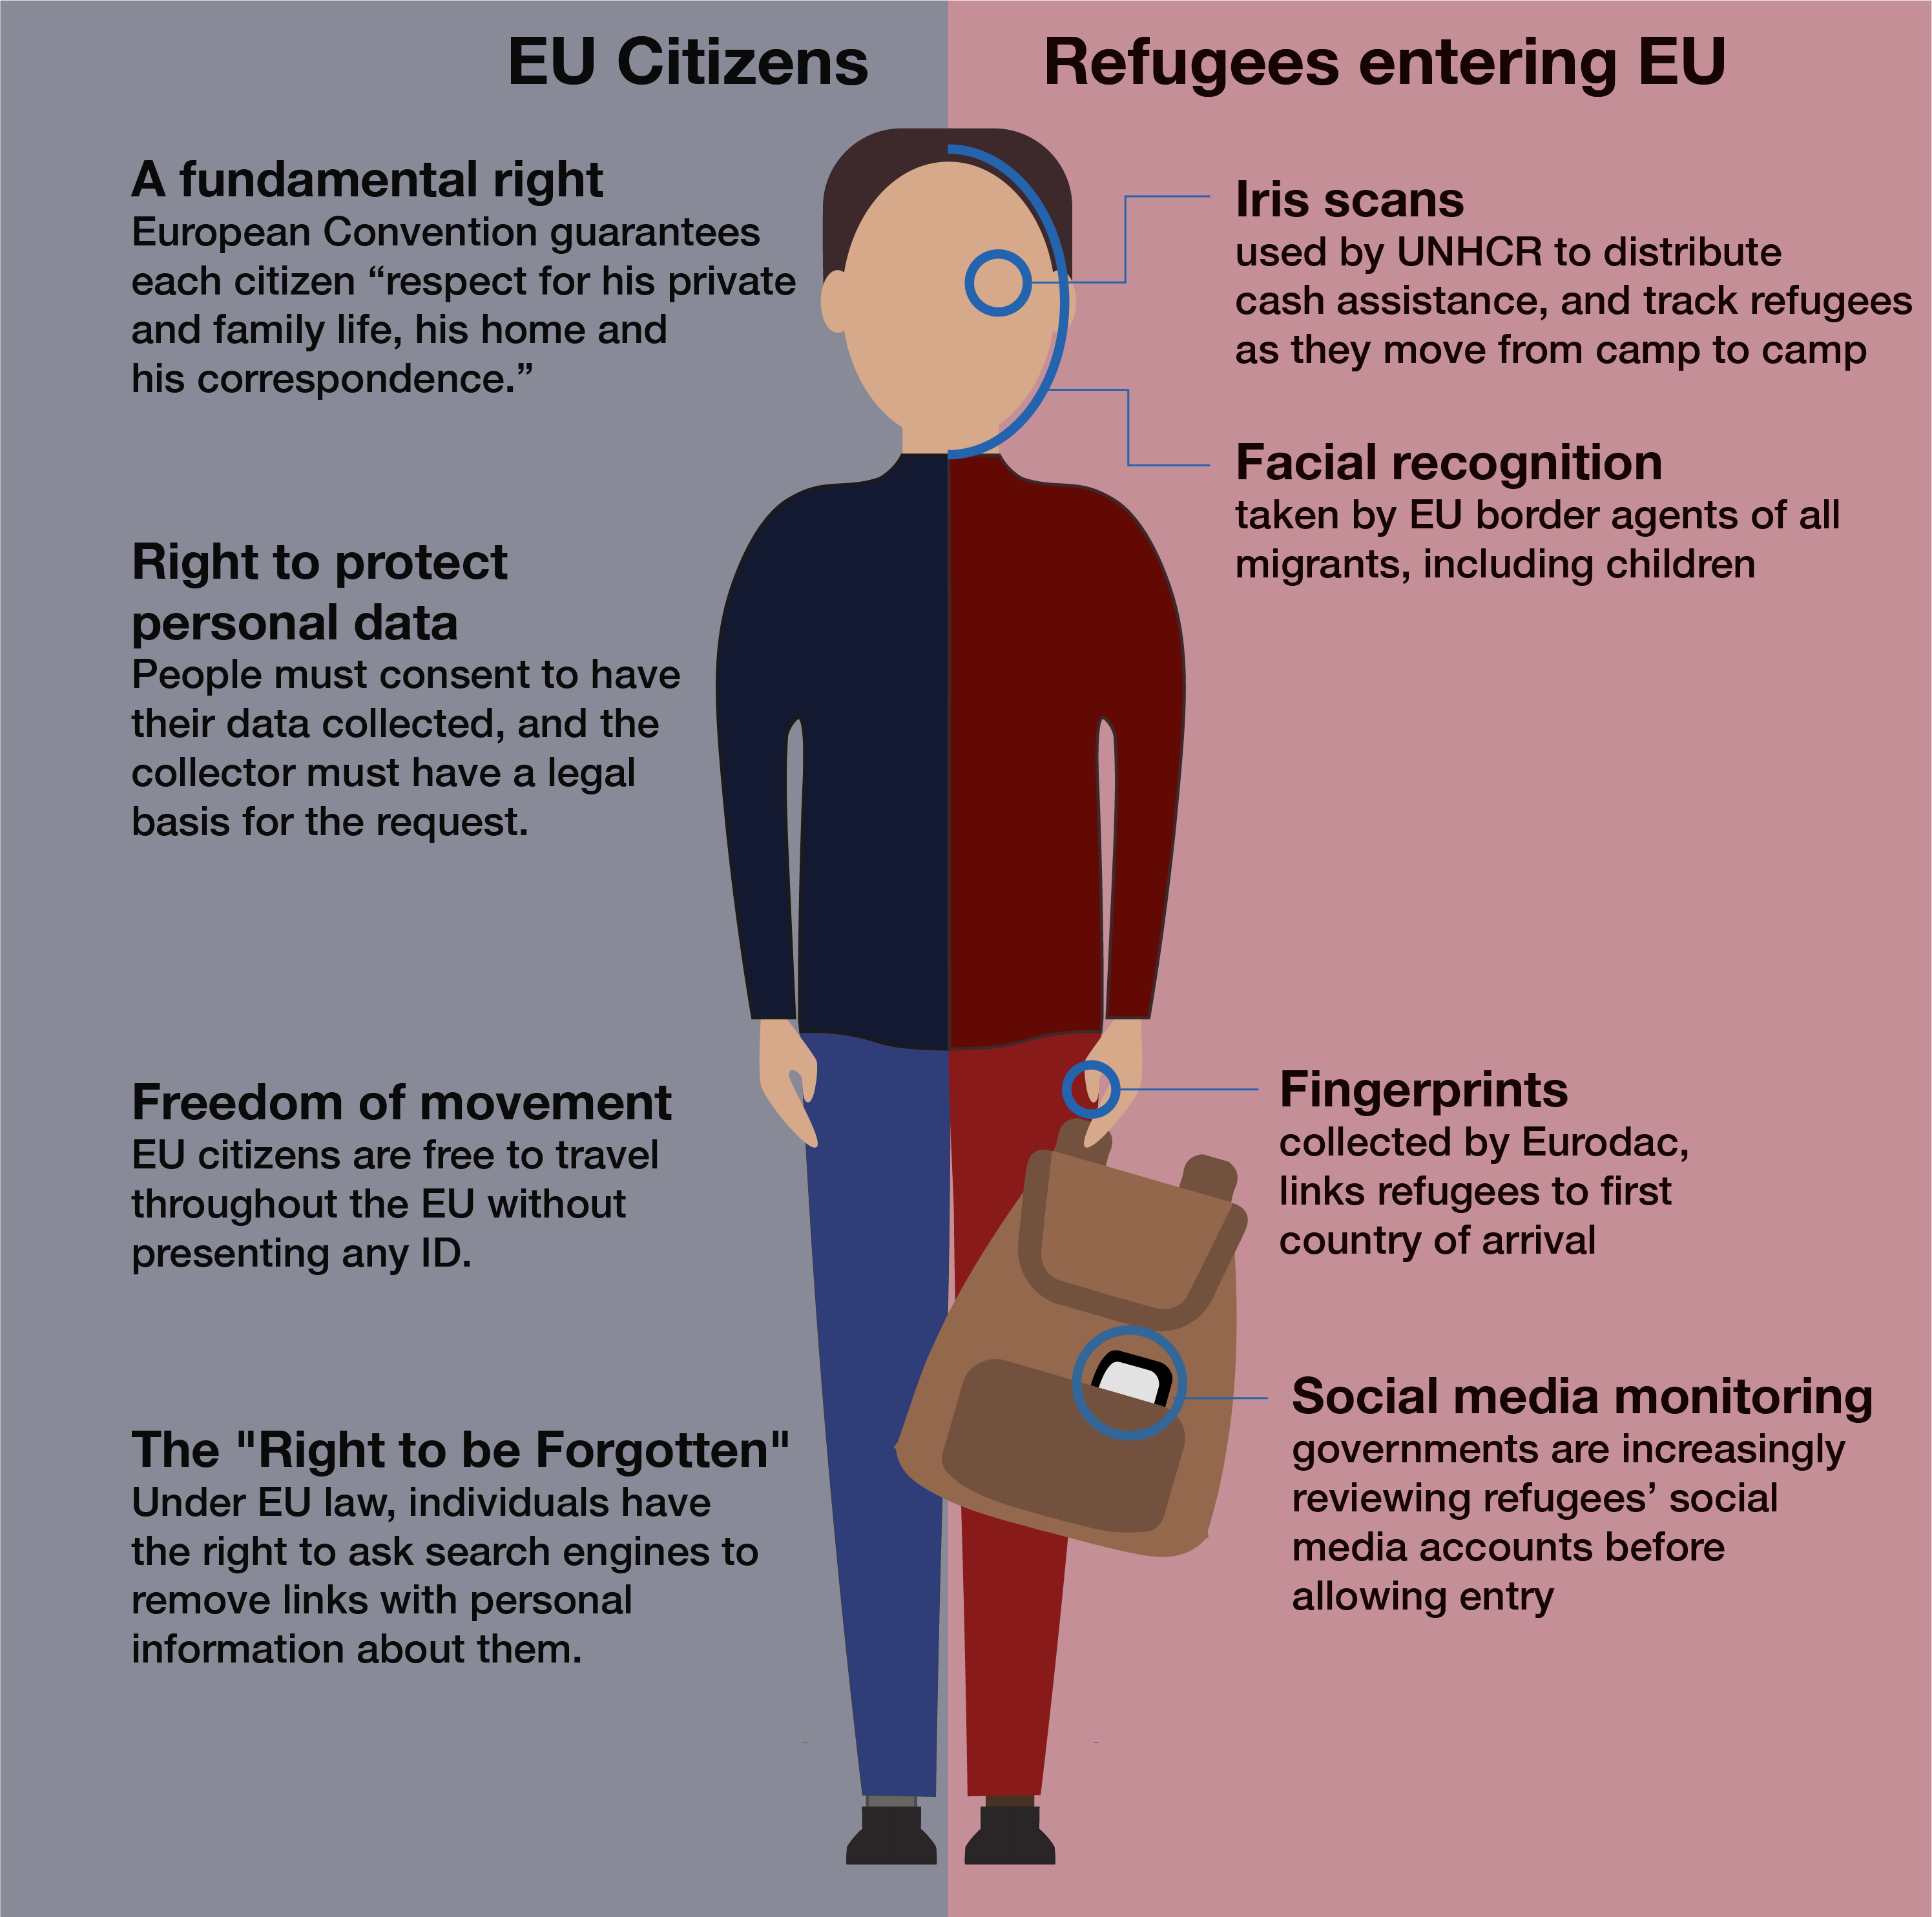 EU Citizens
Refugees entering EU
A fundamental right
European Convention guarantees
each citizen “respect for his private
and family life, his home and
his correspondence.”
Right to protect
personal data
People must consent to have
their data collected, and the
collector must have a legal
basis for the request.
Freedom of movement
EU citizens are free to travel
throughout the EU without
presenting any ID.
The "Right to be Forgotten"
Under EU law, individuals have
the right to ask search engines to
remove links with personal
information about them.
Iris scans
used by UNHCR to distribute
cash assistance, and track refugees
as they move from camp to camp
Facial recognition
taken by EU border agents of all
migrants, including children
Fingerprints
collected by Eurodac,
links refugees to first
country of arrival
Social media monitoring
governments are increasingly
reviewing refugees’ social
media accounts before
allowing entry